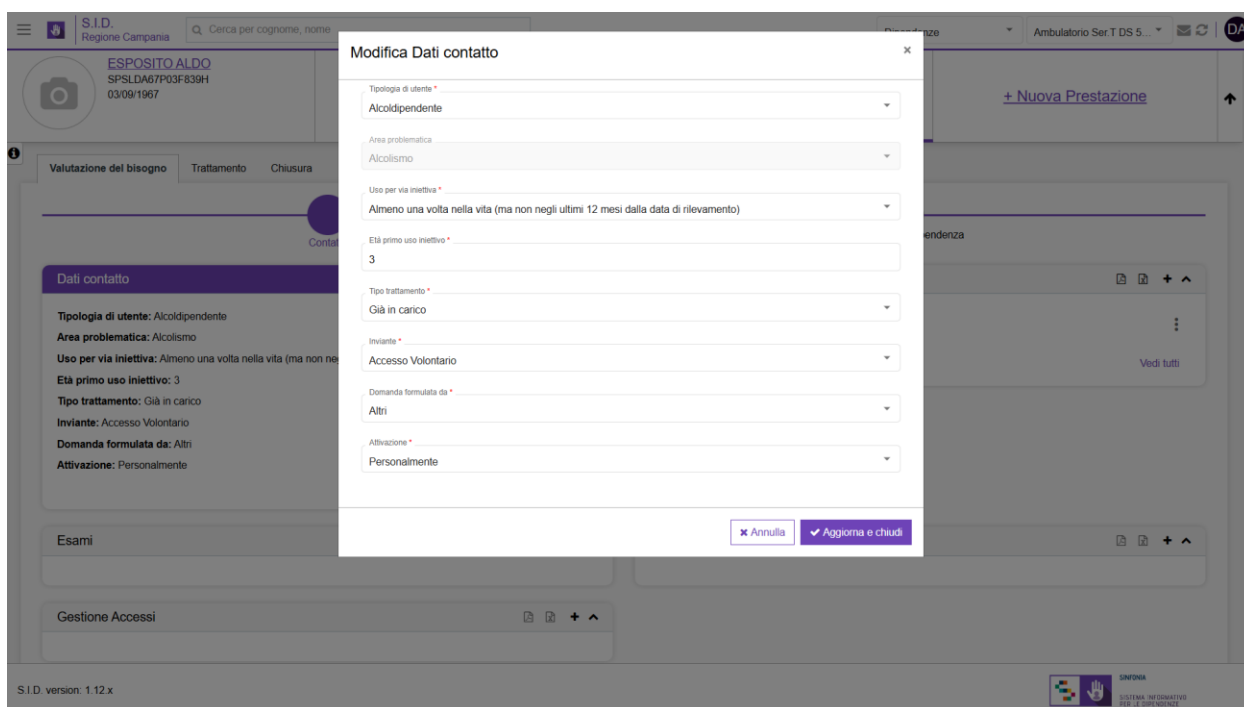 S.I.D.
Regione Campania
Cerca per cognome, nome
Dipendenze
Ambulatorio Ser.T DS 5...
DA
ESPOSITO ALDO
SPSLDA67P03F839H
03/09/1967
+ Nuova Prestazione
Valutazione del bisogno
Trattamento
Chiusura
Modifica Dati contatto
×
Tipologia di utente *
Alcoldipendente
Area problematica
Alcolismo
Uso per via iniettiva *
Almeno una volta nella vita (ma non negli ultimi 12 mesi dalla data di rilevamento)
Età primo uso iniettivo *
3
Tipo trattamento *
Già in carico
Inviante *
Accesso Volontario
Domanda formulata da *
Altri
Attivazione *
Personalmente
Annulla
Aggiorna e chiudi
Contat
endenza
Dati contatto
Tipologia di utente: Alcoldipendente
Area problematica: Alcolismo
Uso per via iniettiva: Almeno una volta nella vita (ma non ne
Età primo uso iniettivo: 3
Tipo trattamento: Già in carico
Inviante: Accesso Volontario
Domanda formulata da: Altri
Attivazione: Personalmente
Vedi tutti
Esami
Gestione Accessi
S.I.D. version: 1.12.x
SINFONIA
SISTEMA INFORMATIVO
PER LE DIPENDENZE